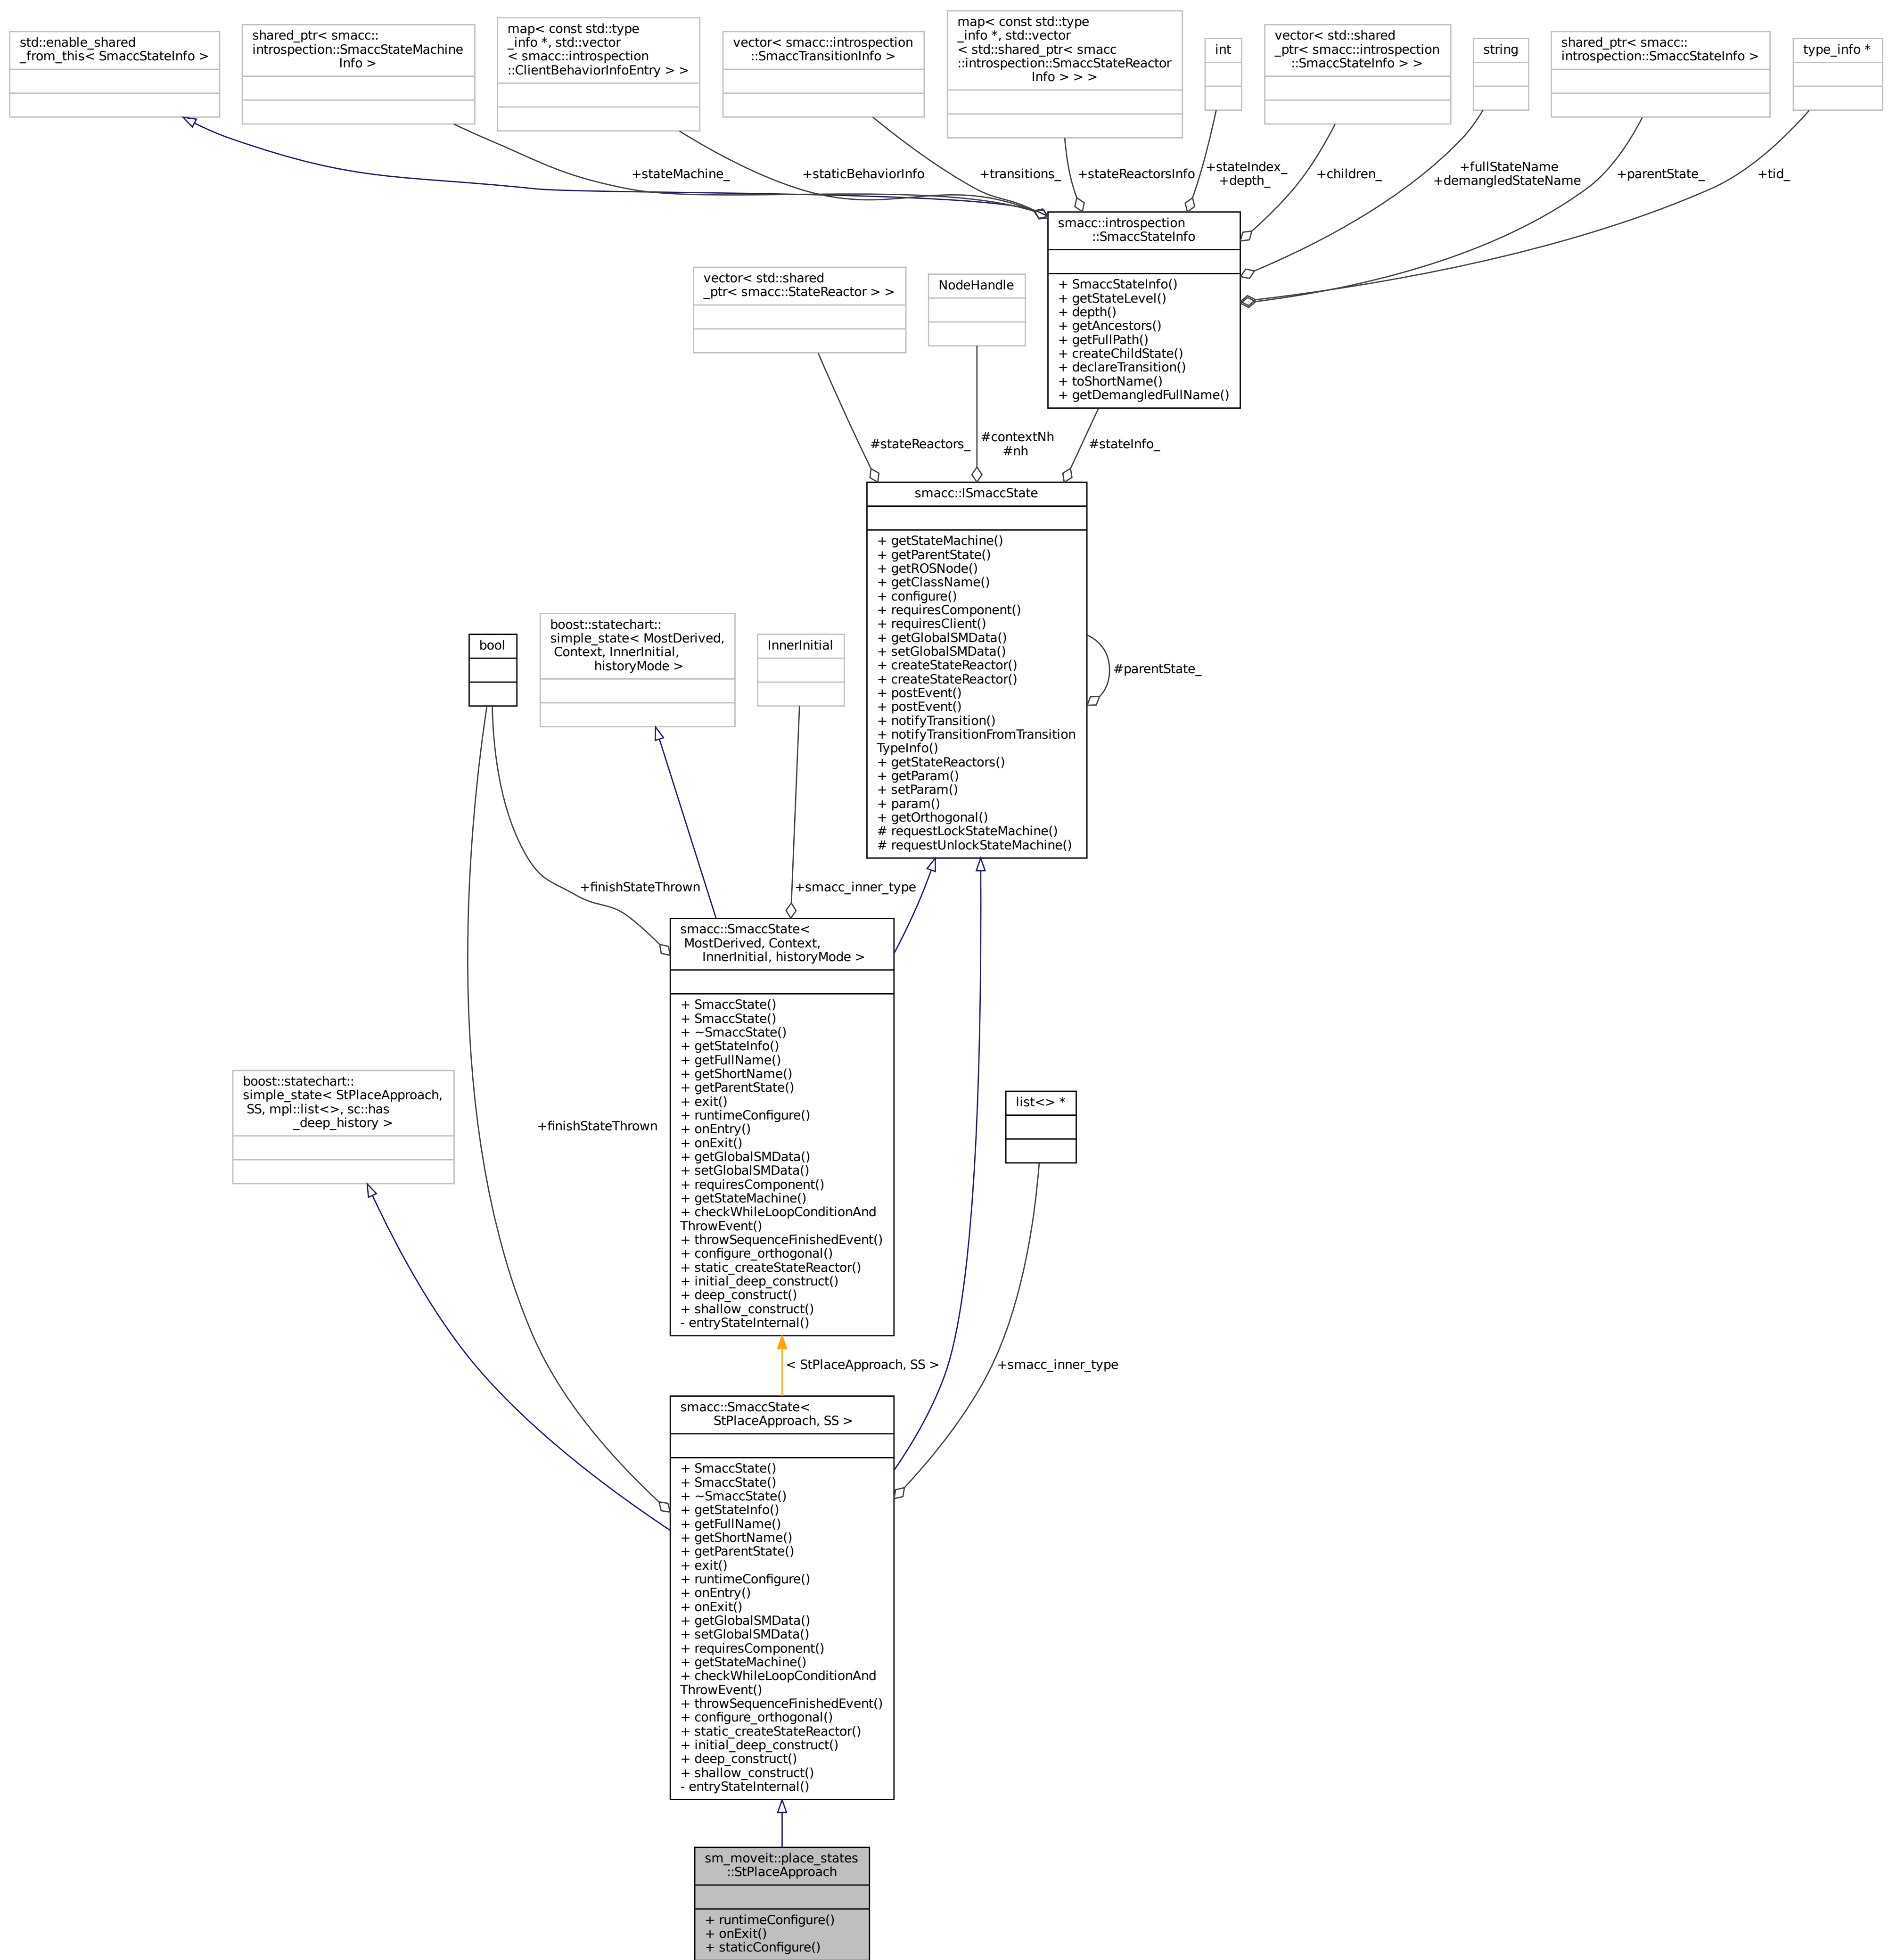 std::enable_shared
_from_this< SmaccStateInfo >
shared_ptr< smacc::
introspection::SmaccStateMachine
Info >
map< const std::type
_info *, std::vector
< smacc::introspection
::ClientBehaviorInfoEntry > >
vector< smacc::introspection
::SmaccTransitionInfo >
map< const std::type
_info *, std::vector
< std::shared_ptr< smacc
::introspection::SmaccStateReactor
Info > > >
int
vector< std::shared
_ptr< smacc::introspection
::SmaccStateInfo > >
string
shared_ptr< smacc::
introspection::SmaccStateInfo >
type_info *
+stateMachine_
+staticBehaviorInfo
+transitions_
+stateReactorsInfo
+stateIndex_
+depth_
+children_
+fullStateName
+demangledStateName
+parentState_
+tid_
smacc::introspection
::SmaccStateInfo
+ SmaccStateInfo()
+ getStateLevel()
+ depth()
+ getAncestors()
+ getFullPath()
+ createChildState()
+ declareTransition()
+ toShortName()
+ getDemangledFullName()
vector< std::shared
_ptr< smacc::StateReactor > >
NodeHandle
#stateReactors_
#contextNh
#nh
#stateInfo_
smacc::ISmaccState
+ getStateMachine()
+ getParentState()
+ getROSNode()
+ getClassName()
+ configure()
+ requiresComponent()
+ requiresClient()
+ getGlobalSMData()
+ setGlobalSMData()
+ createStateReactor()
+ createStateReactor()
+ postEvent()
+ postEvent()
+ notifyTransition()
+ notifyTransitionFromTransition
TypeInfo()
+ getStateReactors()
+ getParam()
+ setParam()
+ param()
+ getOrthogonal()
# requestLockStateMachine()
# requestUnlockStateMachine()
#parentState_
bool
boost::statechart::
simple_state< MostDerived,
Context, InnerInitial,
historyMode >
InnerInitial
+finishStateThrown
+smacc_inner_type
smacc::SmaccState<
MostDerived, Context,
InnerInitial, historyMode >
+ SmaccState()
+ SmaccState()
+ ~SmaccState()
+ getStateInfo()
+ getFullName()
+ getShortName()
+ getParentState()
+ exit()
+ runtimeConfigure()
+ onEntry()
+ onExit()
+ getGlobalSMData()
+ setGlobalSMData()
+ requiresComponent()
+ getStateMachine()
+ checkWhileLoopConditionAnd
ThrowEvent()
+ throwSequenceFinishedEvent()
+ configure_orthogonal()
+ static_createStateReactor()
+ initial_deep_construct()
+ deep_construct()
+ shallow_construct()
- entryStateInternal()
boost::statechart::
simple_state< StPlaceApproach,
SS, mpl::list<>, sc::has
_deep_history >
+finishStateThrown
list<> *
< StPlaceApproach, SS >
+smacc_inner_type
smacc::SmaccState<
StPlaceApproach, SS >
+ SmaccState()
+ SmaccState()
+ ~SmaccState()
+ getStateInfo()
+ getFullName()
+ getShortName()
+ getParentState()
+ exit()
+ runtimeConfigure()
+ onEntry()
+ onExit()
+ getGlobalSMData()
+ setGlobalSMData()
+ requiresComponent()
+ getStateMachine()
+ checkWhileLoopConditionAnd
ThrowEvent()
+ throwSequenceFinishedEvent()
+ configure_orthogonal()
+ static_createStateReactor()
+ initial_deep_construct()
+ deep_construct()
+ shallow_construct()
- entryStateInternal()
sm_moveit::place_states
::StPlaceApproach
+ runtimeConfigure()
+ onExit()
+ staticConfigure()